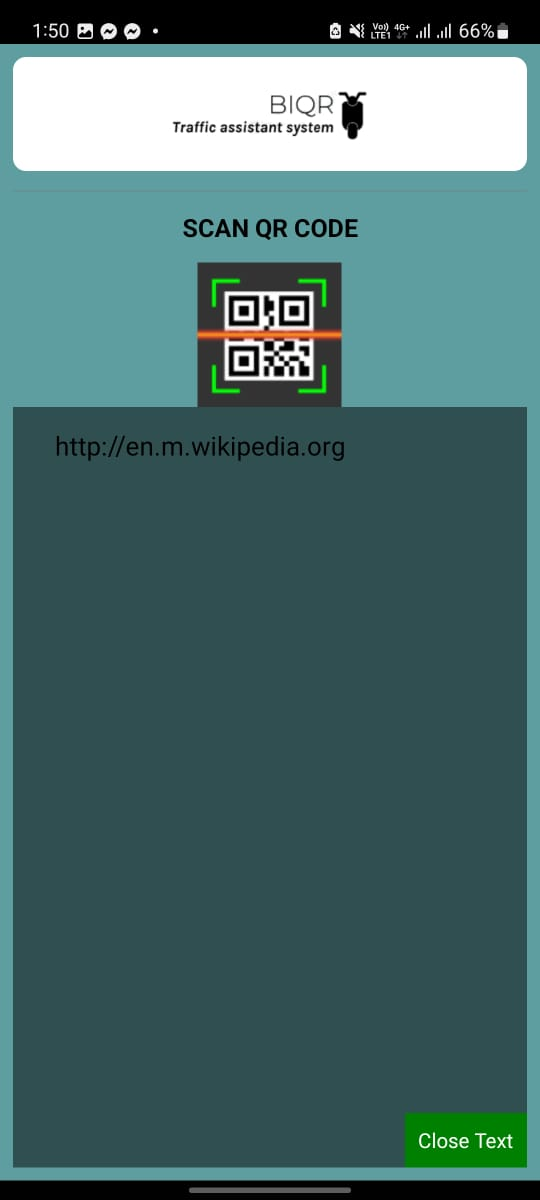 1:50
Vo)) 4G+ 66%
LTE1
BIQR
Traffic assistant system
SCAN QR CODE
http://en.m.wikipedia.org
Close Text